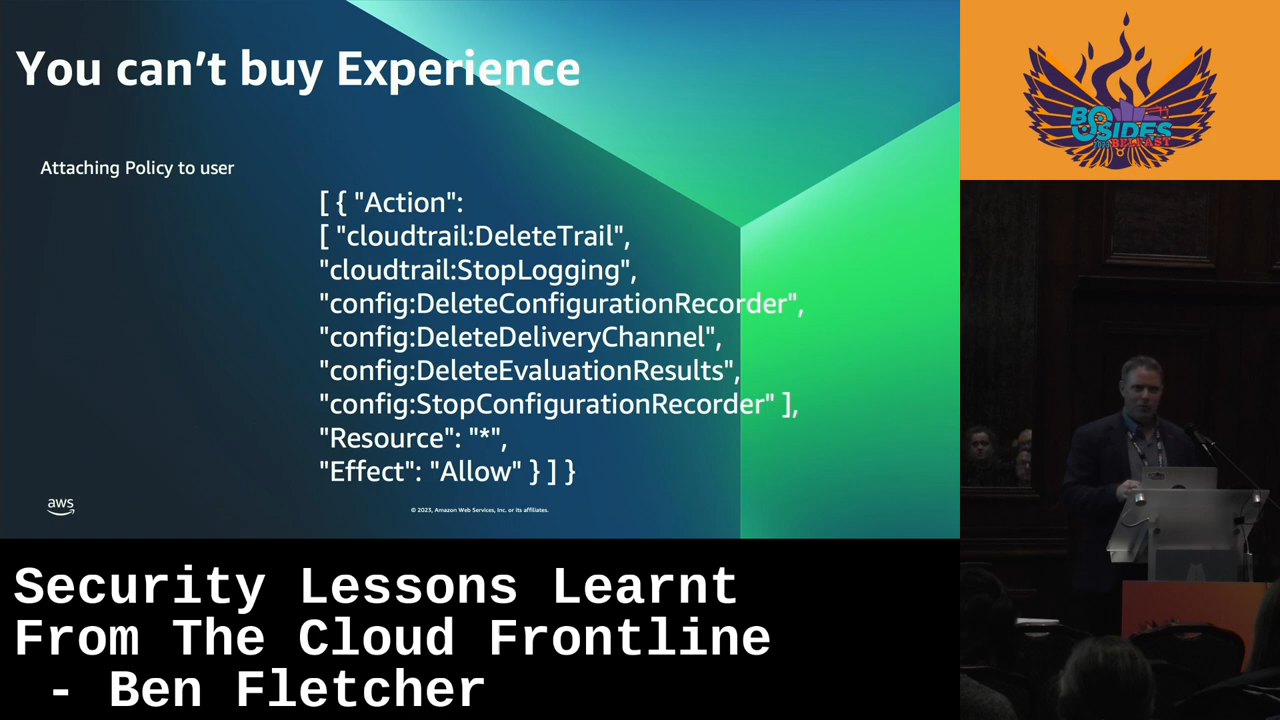 You can’t buy Experience
Attaching Policy to user
[ { "Action":
[ "cloudtrail:DeleteTrail",
"cloudtrail:StopLogging",
"config:DeleteConfigurationRecorder",
"config:DeleteDeliveryChannel",
"config:DeleteEvaluationResults",
"config:StopConfigurationRecorder" ],
"Resource": "*",
"Effect": "Allow" } ] }
aws
© 2023, Amazon Web Services, Inc. or its affiliates.
BSIDES
2023 BELFAST
Security Lessons Learnt
From The Cloud Frontline
- Ben Fletcher